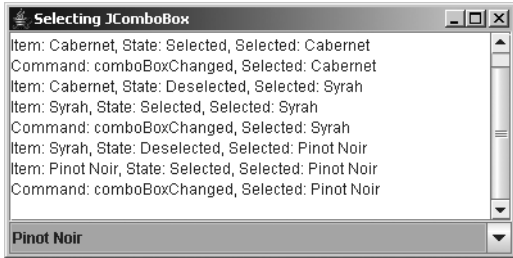 Selecting JComboBox
Item: Cabernet, State: Selected, Selected: Cabernet
Command: comboBoxChanged, Selected: Cabernet
Item: Cabernet, State: Deselected, Selected: Syrah
Item: Syrah, State: Selected, Selected: Syrah
Command: comboBoxChanged, Selected: Syrah
Item: Syrah, State: Deselected, Selected: Pinot Noir
Item: Pinot Noir, State: Selected, Selected: Pinot Noir
Command: comboBoxChanged, Selected: Pinot Noir
Pinot Noir